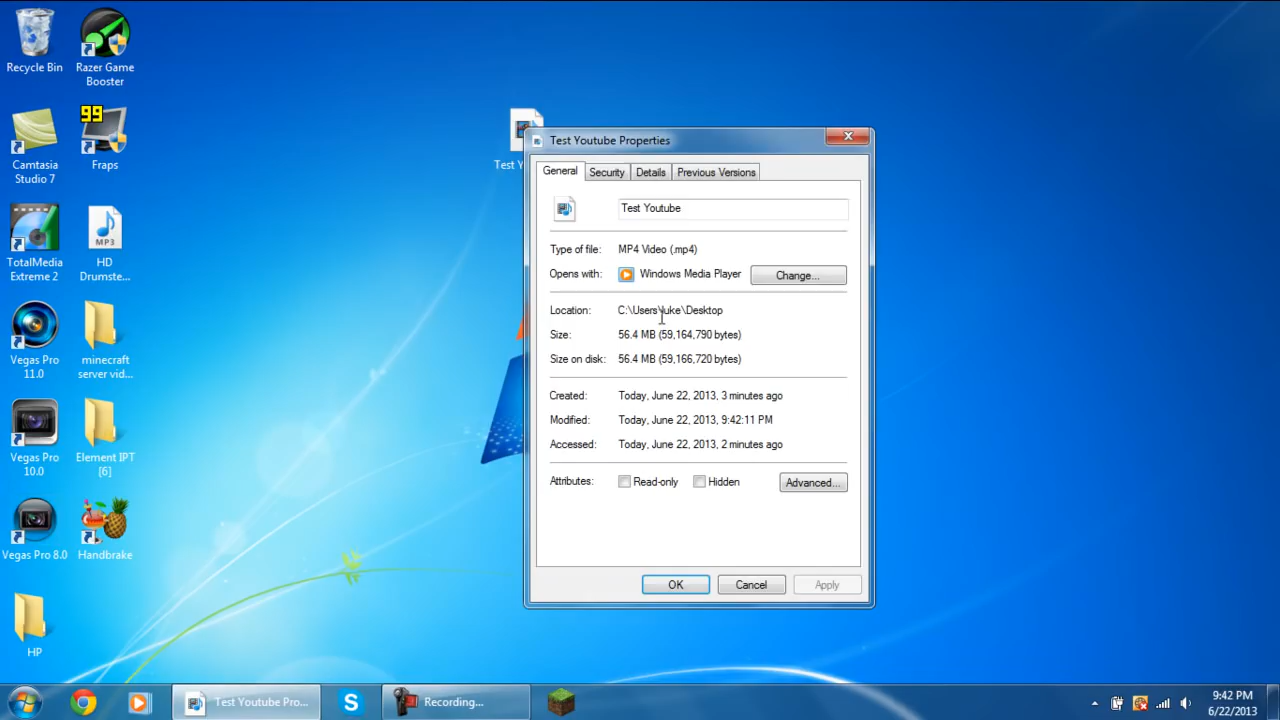 Recycle Bin
Razer Game
Booster
99
Camtasia
Studio 7
Fraps
TotalMedia
Extreme 2
MP3
HD
Drumste...
Vegas Pro
11.0
minecraft
server vid...
Vegas Pro
10.0
Element IPT
[6]
Vegas Pro 8.0
Handbrake
HP
Test Y
Test Youtube Properties
General
Security
Details
Previous Versions
Test Youtube
Type of file:
MP4 Video (.mp4)
Opens with:
Windows Media Player
Change...
Location:
C:\Users\luke\Desktop
Size:
56.4 MB (59,164,790 bytes)
Size on disk:
56.4 MB (59,166,720 bytes)
Created:
Today, June 22, 2013, 3 minutes ago
Modified:
Today, June 22, 2013, 9:42:11 PM
Accessed:
Today, June 22, 2013, 2 minutes ago
Attributes:
Read-only
Hidden
Advanced...
OK
Cancel
Apply
Test Youtube Pro...
Recording...
9:42 PM
6/22/2013